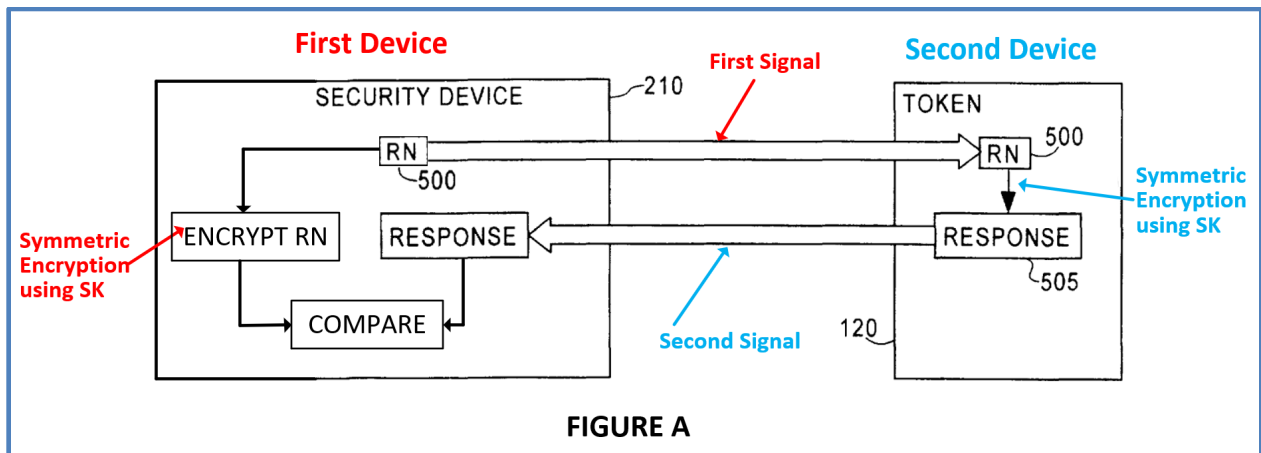 First Device
Second Device
First Signal
SECURITY DEVICE
210
TOKEN
RN
500
RN
500
Symmetric
Encryption
using SK
Symmetric
Encryption
using SK
ENCRYPT RN
RESPONSE
RESPONSE
505
COMPARE
Second Signal
120
FIGURE A